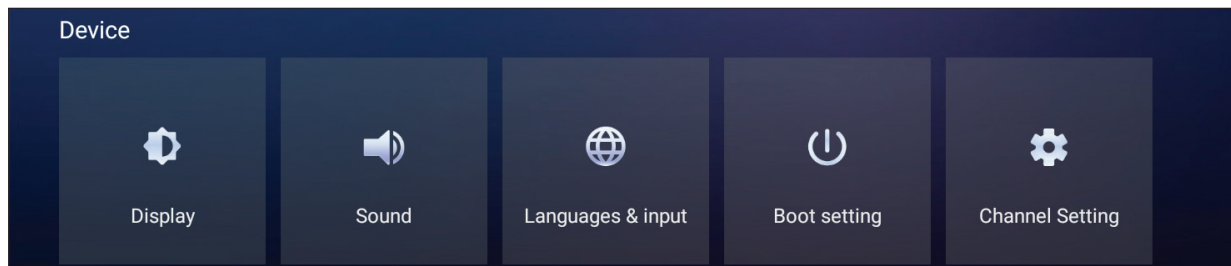 Device
Display
Sound
Languages & input
Boot setting
Channel Setting